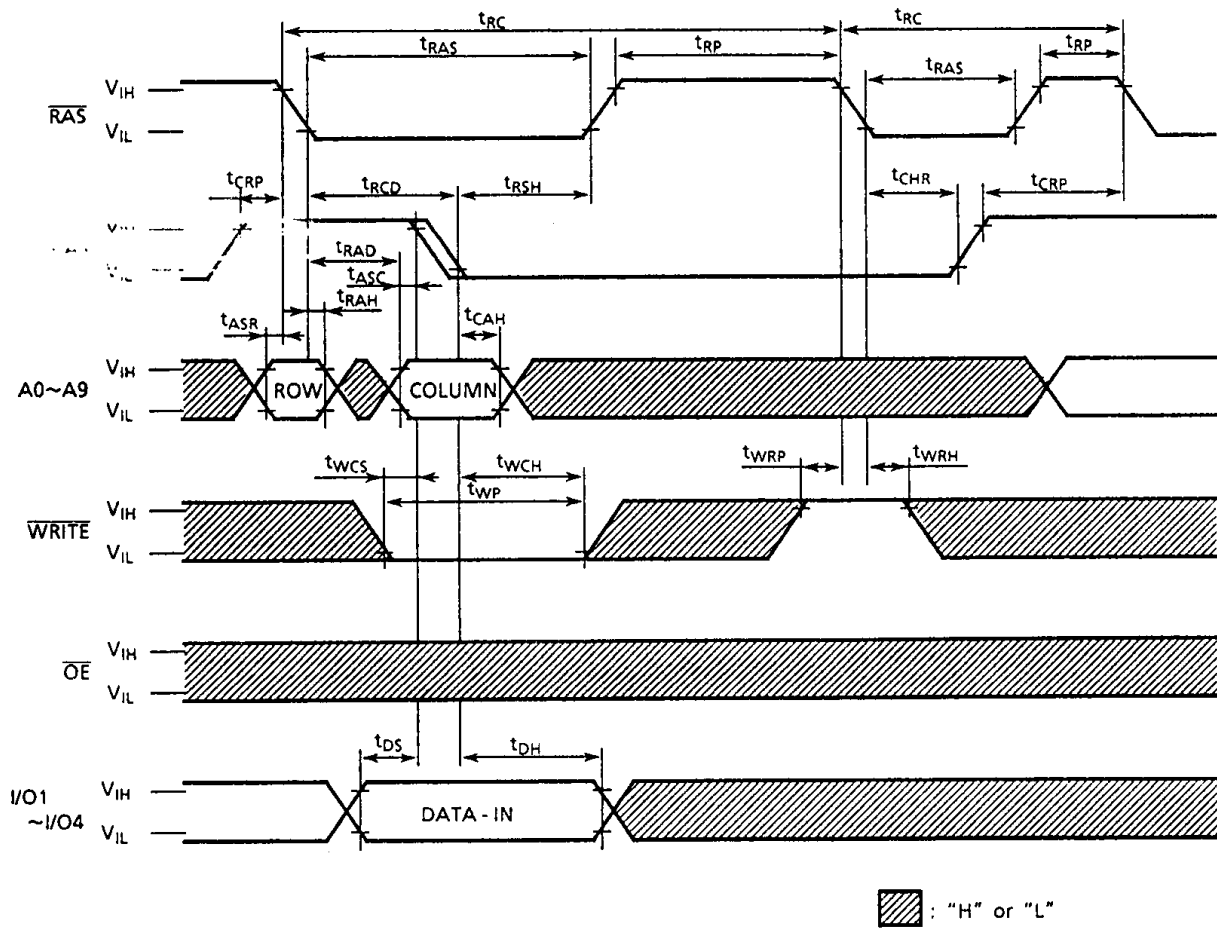 tRC tRC
tRAS tRP tRAS tRP
RAS VIH
VIL
tCRP tRCD tRSH tCHR tCRP
VIL
tRAD
tASC
tRAH
tASR tCAH
A0~A9 VIH
VIL
ROW COLUMN
tWCS tWCH tWRP tWRH
tWP
WRITE VIH
VIL
OE VIH
VIL
tDS tDH
I/O1
~I/O4
VIH
VIL
DATA - IN
: "H" or "L"